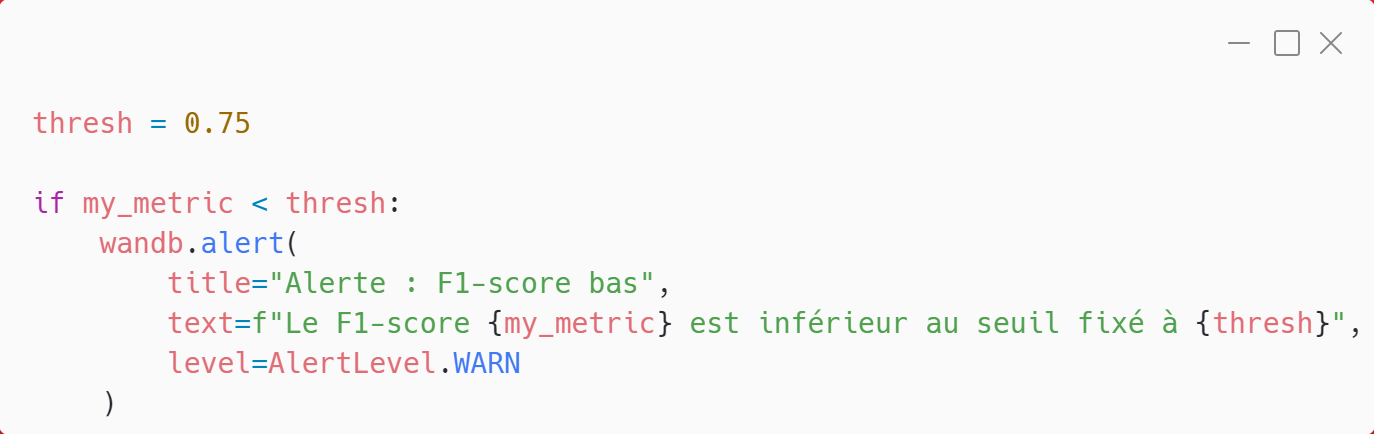 thresh = 0.75
if my_metric < thresh:
    wandb.alert(
        title="Alerte : F1-score bas",
        text=f"Le F1-score {my_metric} est inférieur au seuil fixé à {thresh}",
        level=AlertLevel.WARN
    )